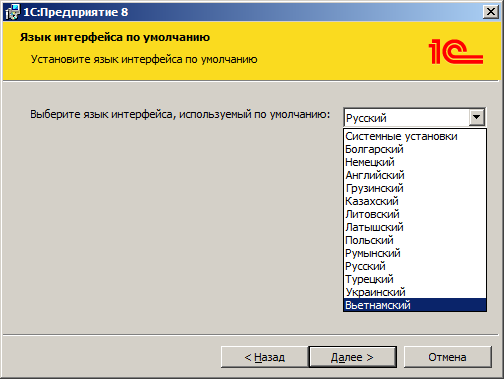 1С:Предприятие 8
Язык интерфейса по умолчанию
Установите язык интерфейса по умолчанию
1С
Выберите язык интерфейса, используемый по умолчанию:
Русский
Системные установки
Болгарский
Немецкий
Английский
Грузинский
Казахский
Литовский
Латышский
Польский
Румынский
Русский
Турецкий
Украинский
Вьетнамский
< Назад
Далее >
Отмена